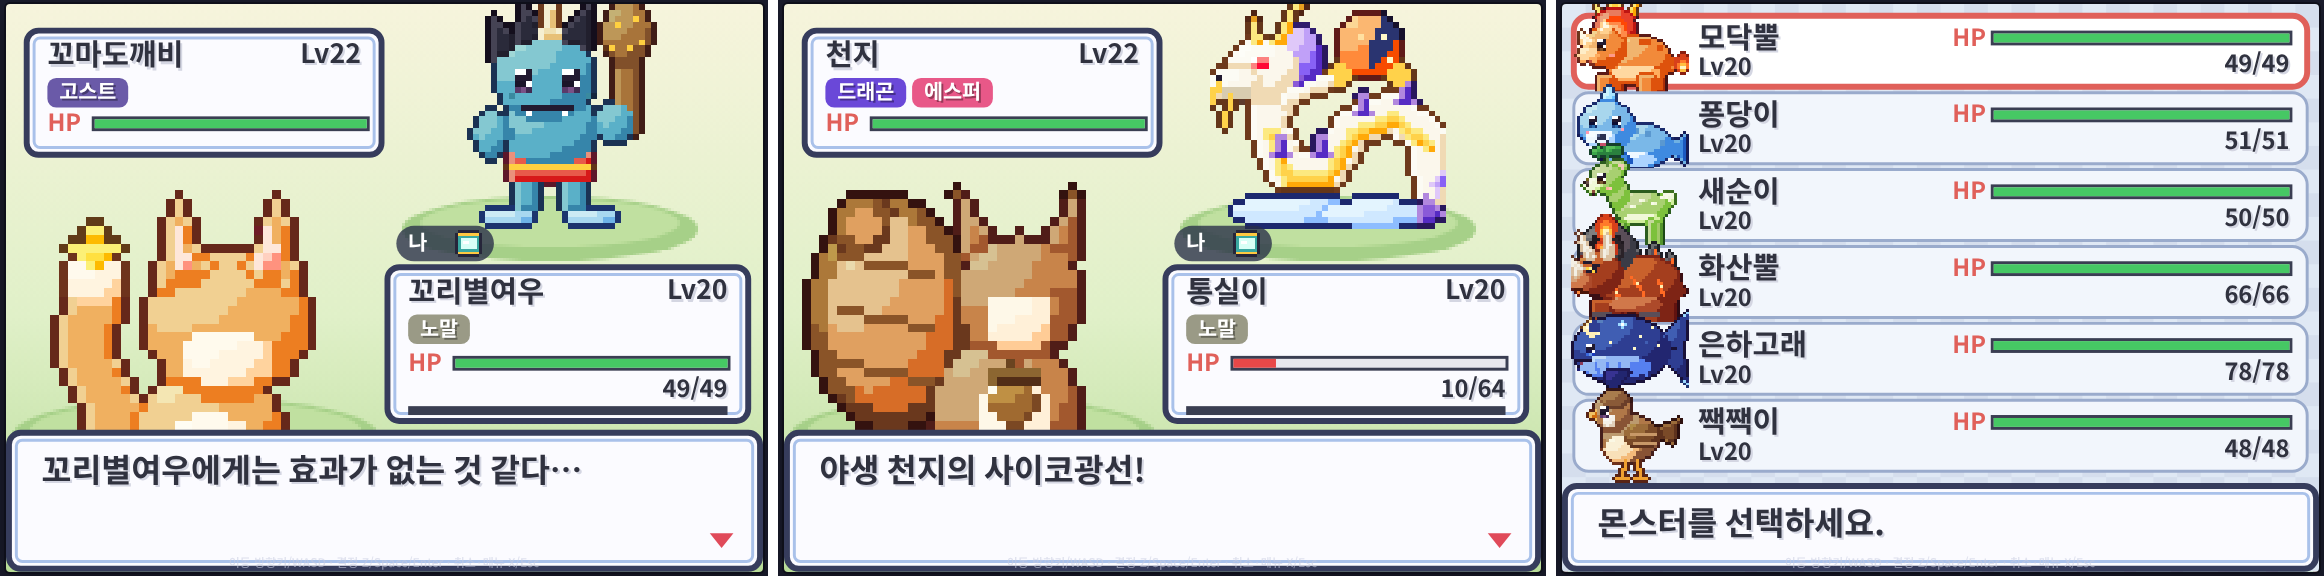 꼬마도깨비 Lv22
고스트
HP
나
꼬리별여우 Lv20
노말
HP
49/49
꼬리별여우에게는 효과가 없는 것 같다…
천지 Lv22
드래곤 에스퍼
HP
나
통실이 Lv20
노말
HP
10/64
야생 천지의 사이코광선!
모닥뿔 HP
Lv20 49/49
퐁당이 HP
Lv20 51/51
새순이 HP
Lv20 50/50
화산뿔 HP
Lv20 66/66
은하고래 HP
Lv20 78/78
짹짹이 HP
Lv20 48/48
몬스터를 선택하세요.